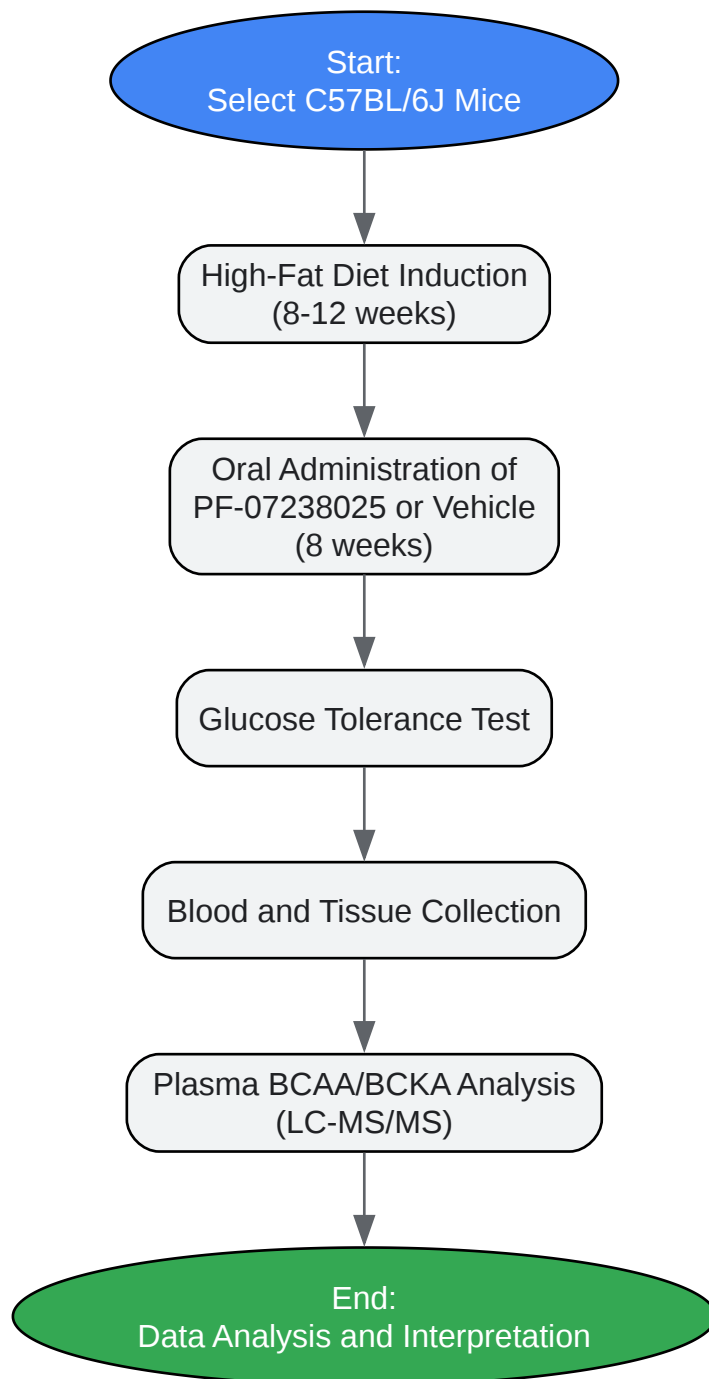 Start:
Select C57BL/6J Mice
High-Fat Diet Induction
(8-12 weeks)
Oral Administration of
PF-07238025 or Vehicle
(8 weeks)
Glucose Tolerance Test
Blood and Tissue Collection
Plasma BCAA/BCKA Analysis
(LC-MS/MS)
End:
Data Analysis and Interpretation